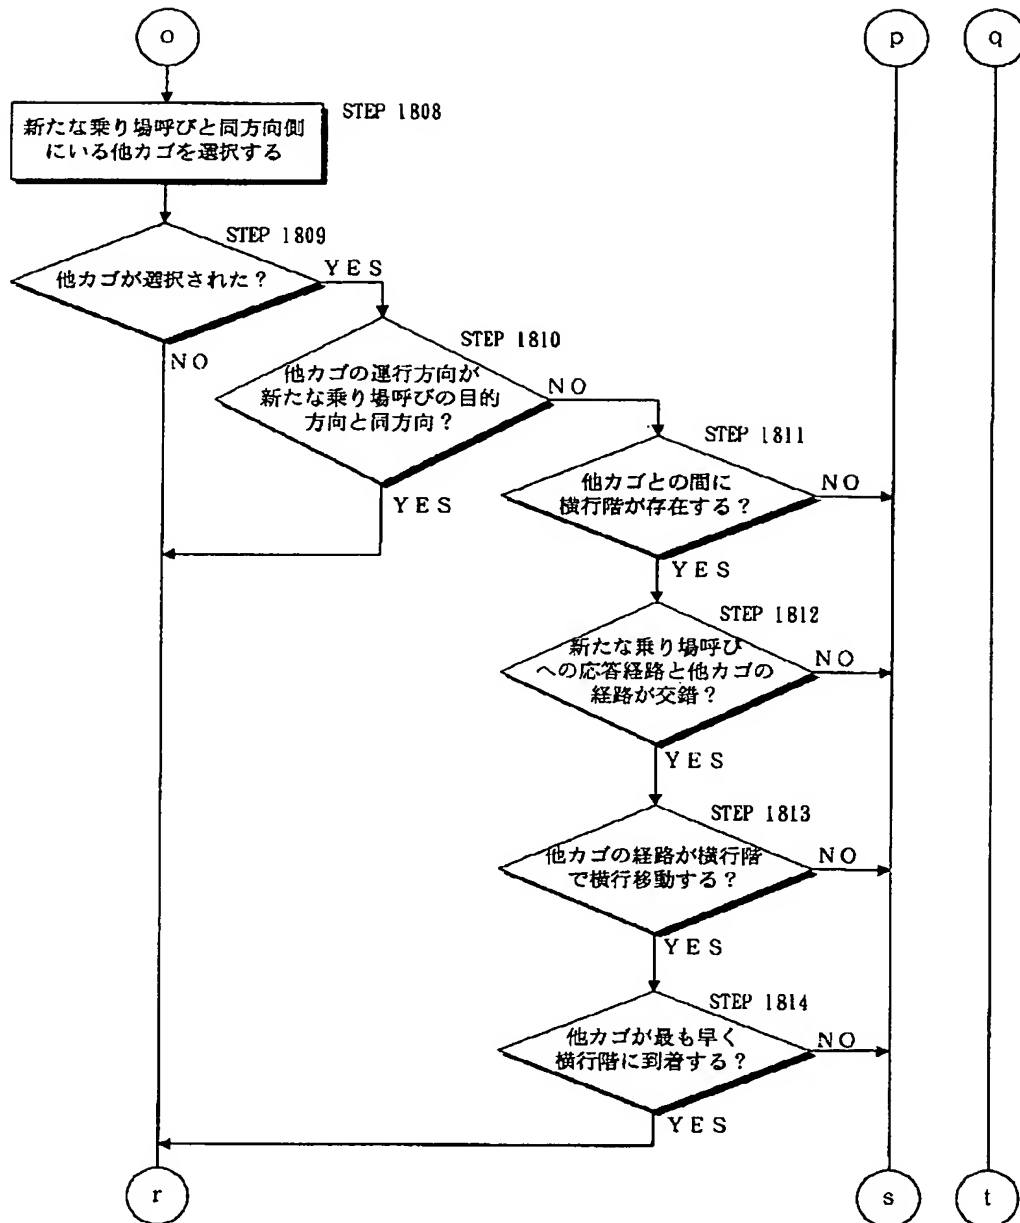 o
p
q
STEP 1808
新たな乗り場呼びと同方向側
にいる他カゴを選択する
STEP 1809
他カゴが選択された？
YES
NO
STEP 1810
他カゴの運行方向が
新たな乗り場呼びの目的
方向と同方向？
NO
YES
STEP 1811
他カゴとの間に
横行階が存在する？
NO
YES
STEP 1812
新たな乗り場呼び
への応答経路と他カゴの
経路が交錯？
NO
YES
STEP 1813
他カゴの経路が横行階
で横行移動する？
NO
YES
STEP 1814
他カゴが最も早く
横行階に到着する？
NO
YES
r
s
t